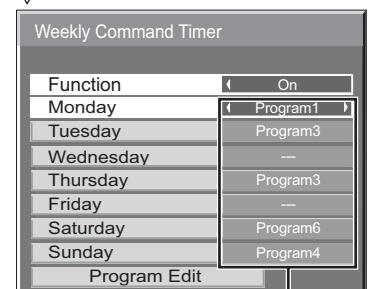 Weekly Command Timer
Function On
Monday Program1
Tuesday Program3
Wednesday ---
Thursday Program3
Friday ---
Saturday Program6
Sunday Program4
Program Edit